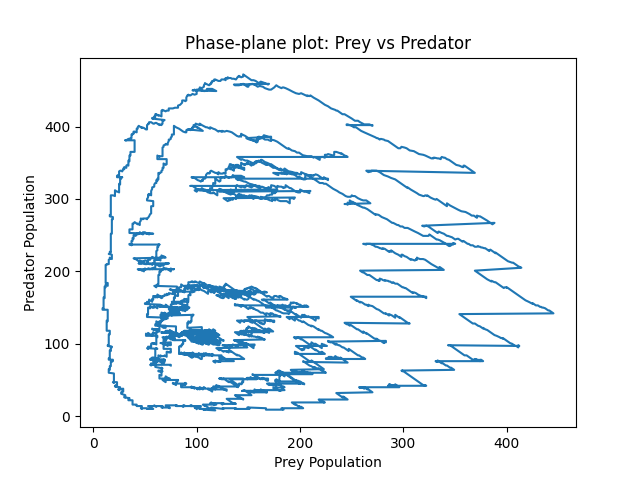 Phase-plane plot: Prey vs Predator
400
300
200
100
0
Predator Population
0 100 200 300 400
Prey Population